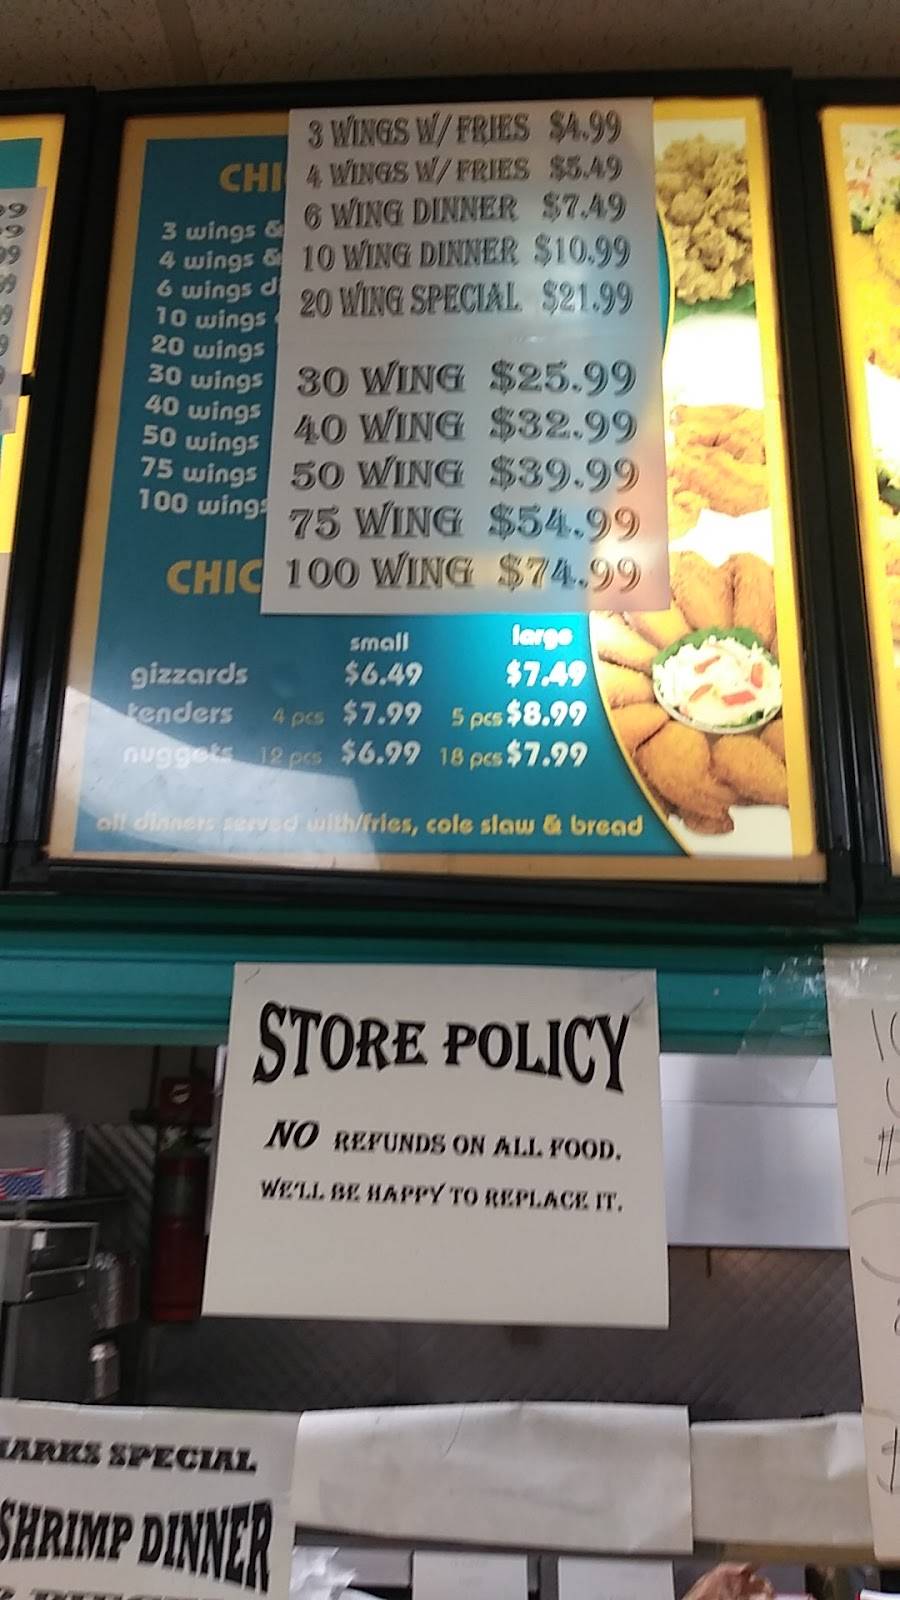 3 WINGS W/ FRIES $4.99
4 WINGS W/ FRIES $5.49
6 WING DINNER $7.49
10 WING DINNER $10.99
20 WING SPECIAL $21.99
30 WING $25.99
40 WING $32.99
50 WING $39.99
75 WING $54.99
100 WING $74.99
CHI
3 wings &
4 wings &
6 wings d
10 wings
20 wings
30 wings
40 wings
50 wings
75 wings
100 wings
CHIC
small large
gizzards $6.49 $7.49
tenders 4 pcs $7.99 5 pcs $8.99
nuggets 12 pcs $6.99 18 pcs $7.99
all dinners served with/fries, cole slaw & bread
STORE POLICY
NO REFUNDS ON ALL FOOD.
WE'LL BE HAPPY TO REPLACE IT.
ARKS SPECIAL
SHRIMP DINNER